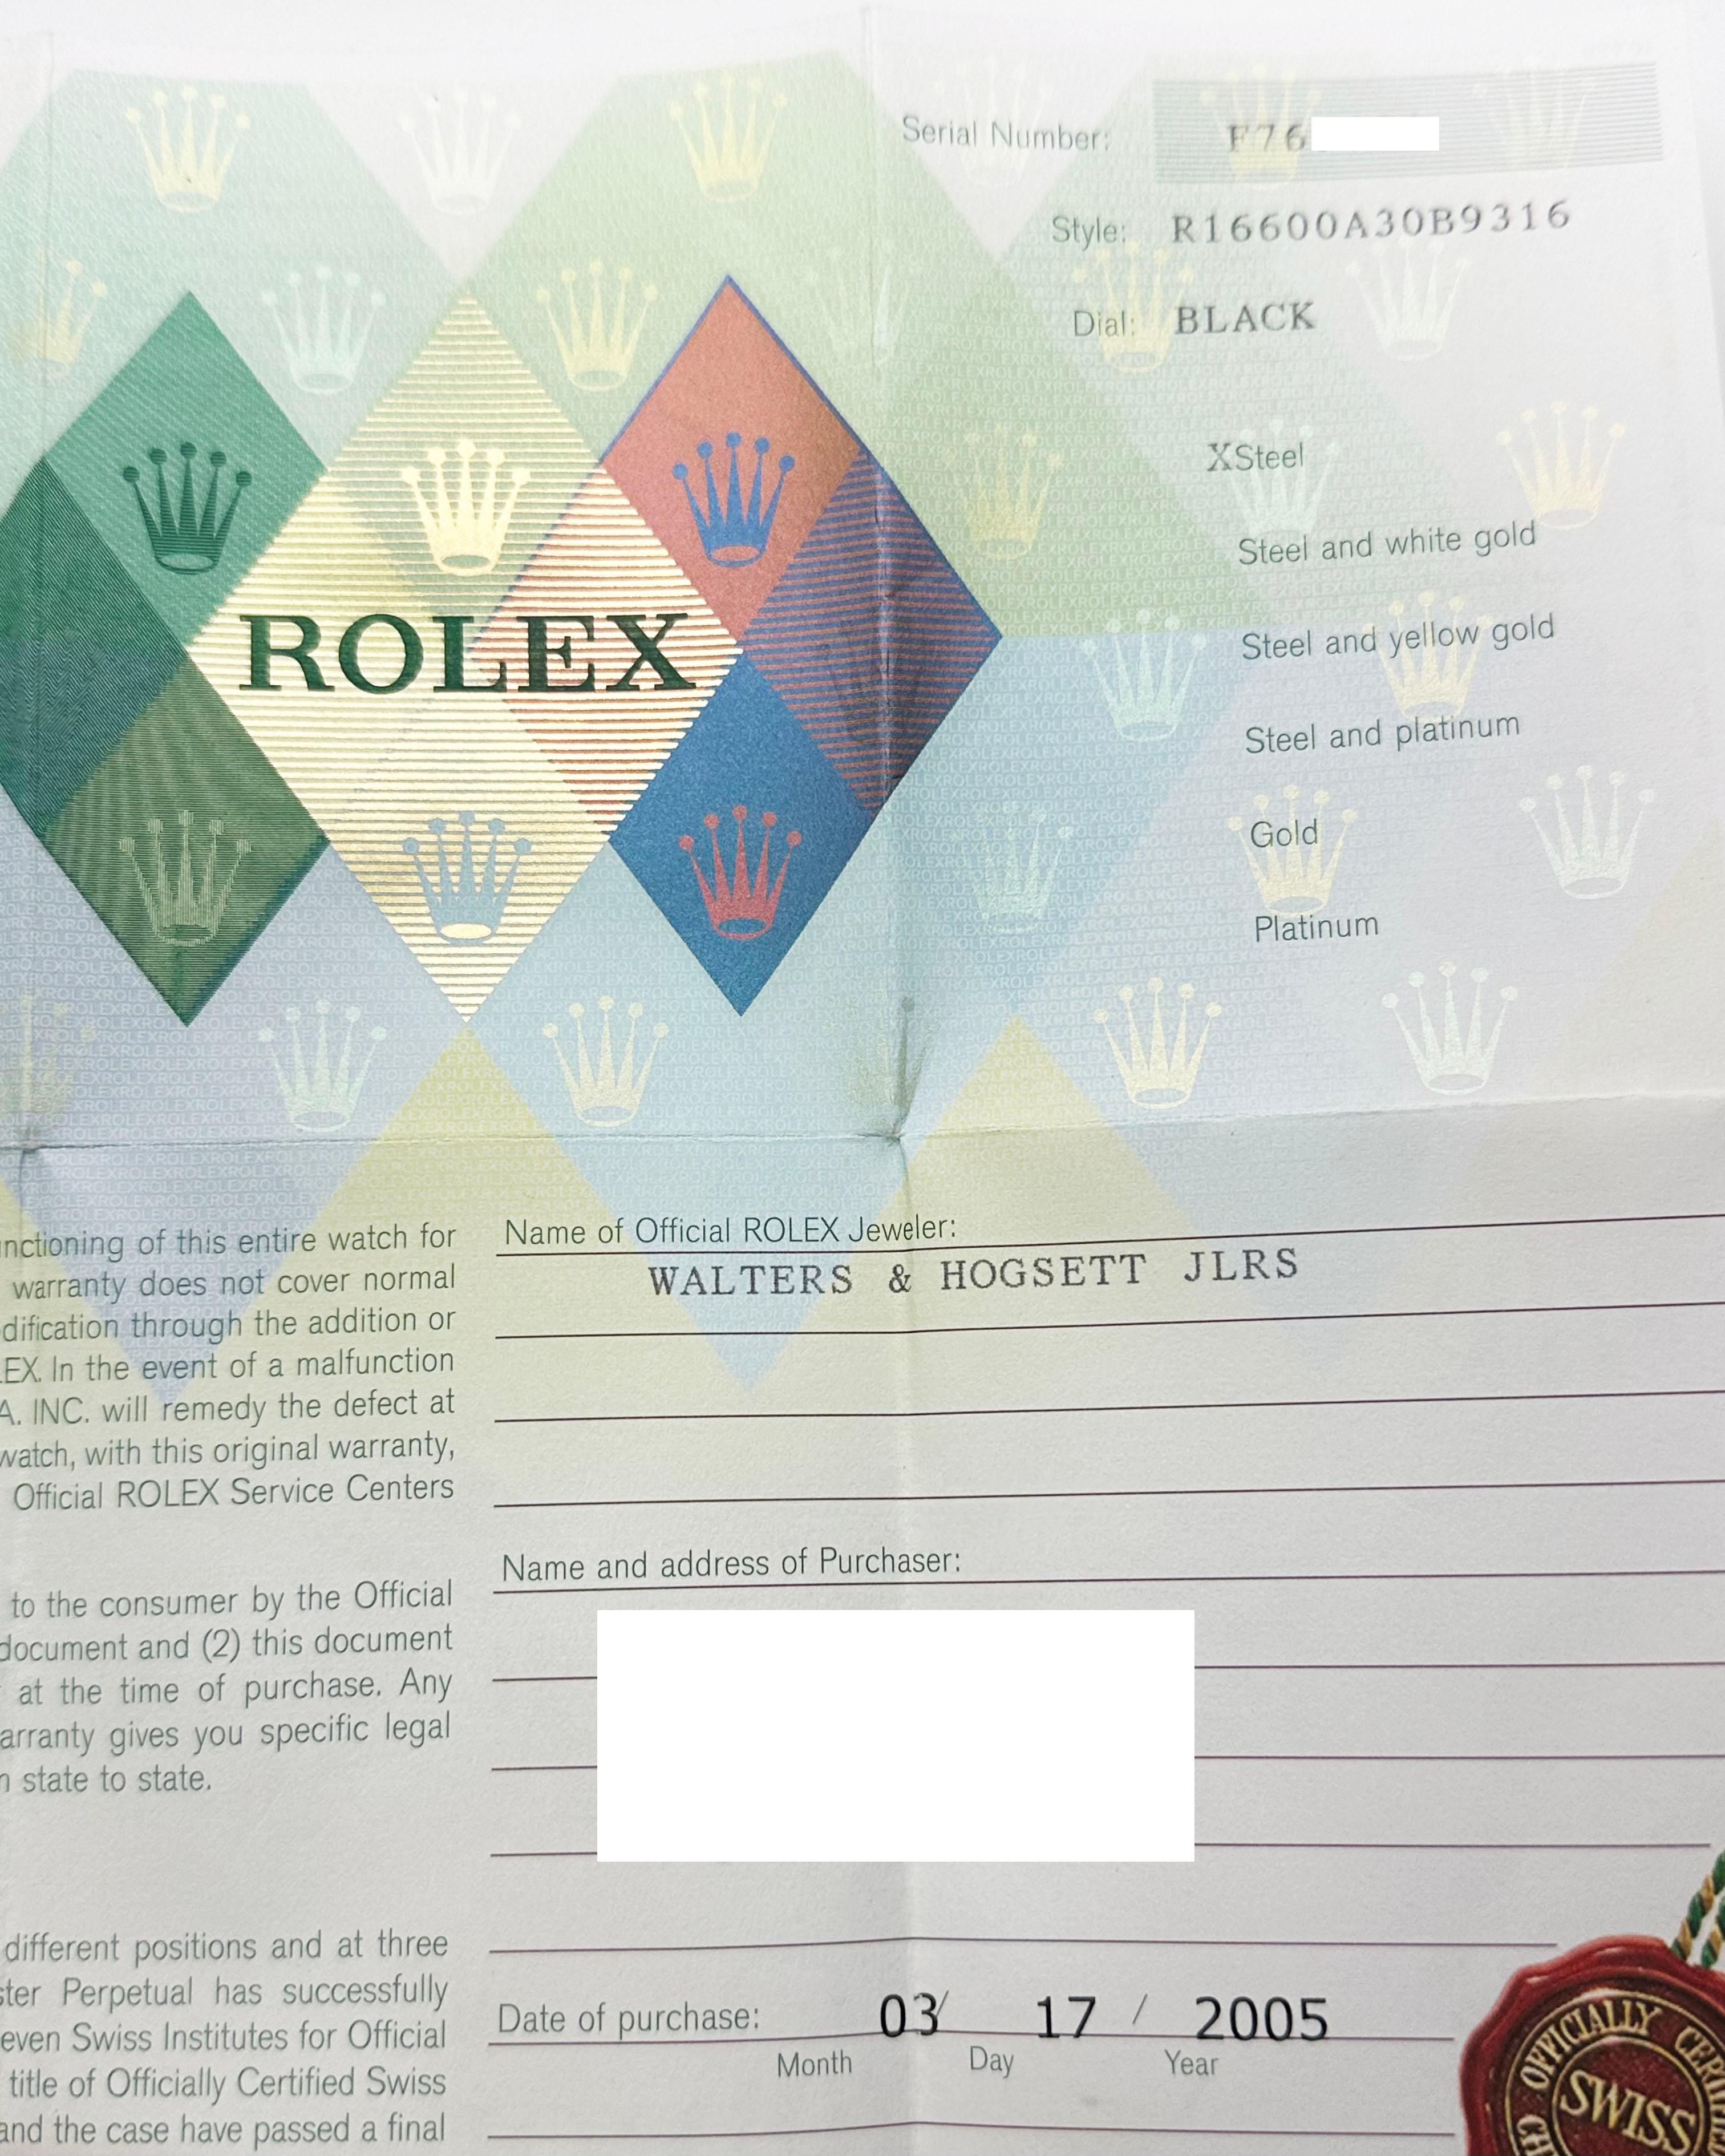 Serial Number: F76
Style: R16600A30B9316
Dial: BLACK
XSteel
Steel and white gold
Steel and yellow gold
Steel and platinum
Gold
Platinum
ROLEX
nctioning of this entire watch for
warranty does not cover normal
dification through the addition or
EX. In the event of a malfunction
A. INC. will remedy the defect at
watch, with this original warranty,
Official ROLEX Service Centers
to the consumer by the Official
document and (2) this document
at the time of purchase. Any
arranty gives you specific legal
n state to state.
different positions and at three
ster Perpetual has successfully
even Swiss Institutes for Official
title of Officially Certified Swiss
and the case have passed a final
Name of Official ROLEX Jeweler:
WALTERS & HOGSETT JLRS
Name and address of Purchaser:
Date of purchase: 03/ 17 / 2005
Month Day Year
OFFICIALLY CERTIF
SWISS